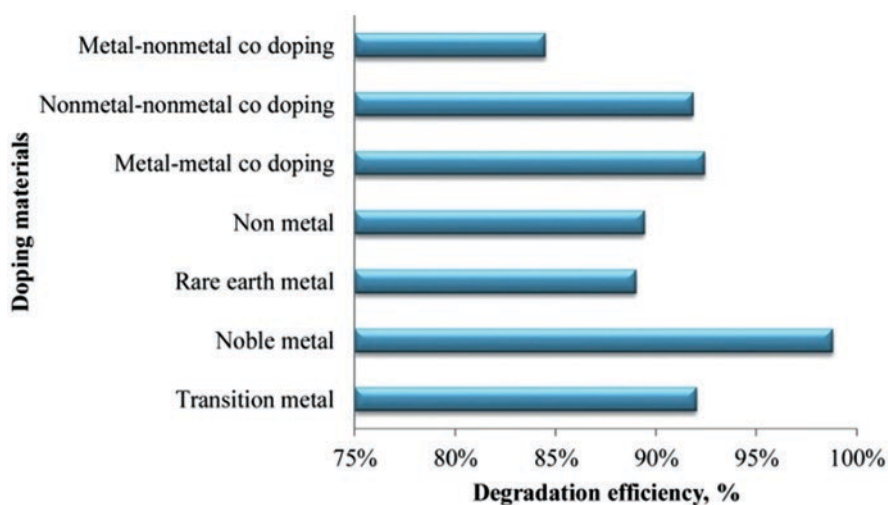 Metal-nonmetal co doping
Nonmetal-nonmetal co doping
Metal-metal co doping
Non metal
Rare earth metal
Noble metal
Transition metal
Doping materials
75% 80% 85% 90% 95% 100%
Degradation efficiency, %